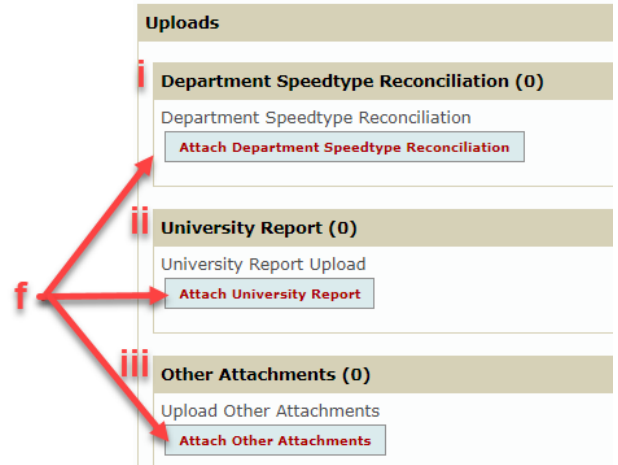 Uploads
i
Department Speedtype Reconciliation (0)
Department Speedtype Reconciliation
Attach Department Speedtype Reconciliation
ii
University Report (0)
University Report Upload
f
Attach University Report
iii
Other Attachments (0)
Upload Other Attachments
Attach Other Attachments